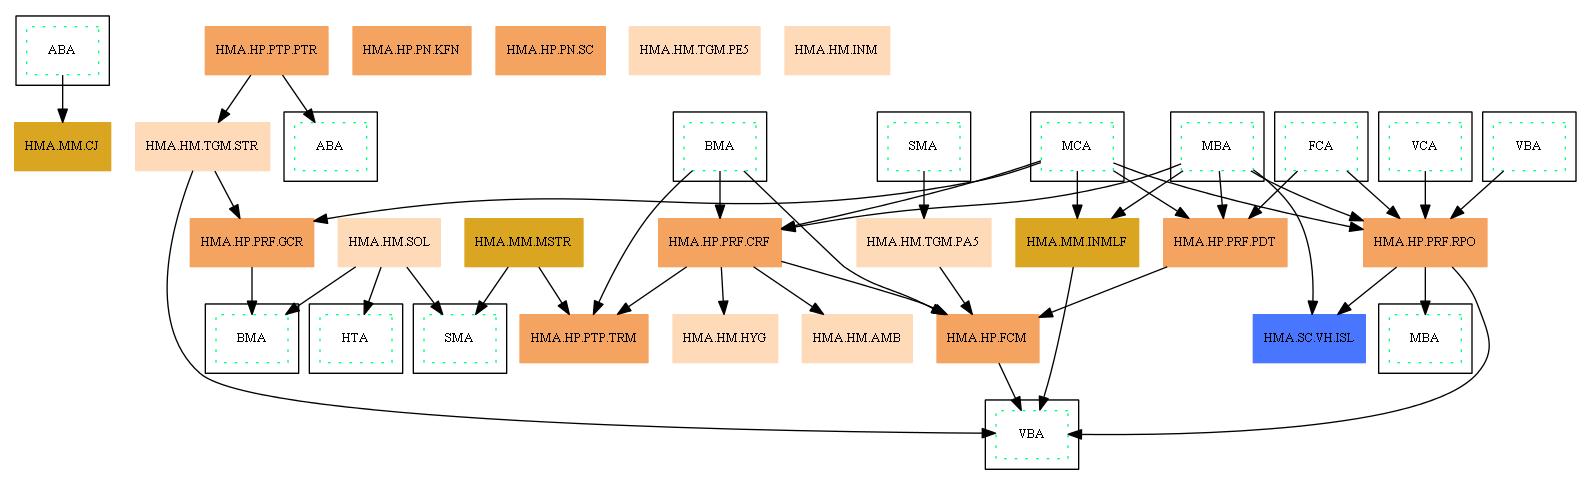 ABA
HMA.HP.PTP.PTR
HMA.HP.PN.KFN
HMA.HP.PN.SC
HMA.HM.TGM.PE5
HMA.HM.INM
HMA.MM.CJ
HMA.HM.TGM.STR
ABA
BMA
SMA
MCA
MBA
FCA
VCA
VBA
HMA.HP.PRF.GCR
HMA.HM.SOL
HMA.MM.MSTR
HMA.HP.PRF.CRF
HMA.HM.TGM.PA5
HMA.MM.INMLF
HMA.HP.PRF.PDT
HMA.HP.PRF.RPO
BMA
HTA
SMA
HMA.HP.PTP.TRM
HMA.HM.HYG
HMA.HM.AMB
HMA.HP.FCM
HMA.SC.VH.ISL
MBA
VBA